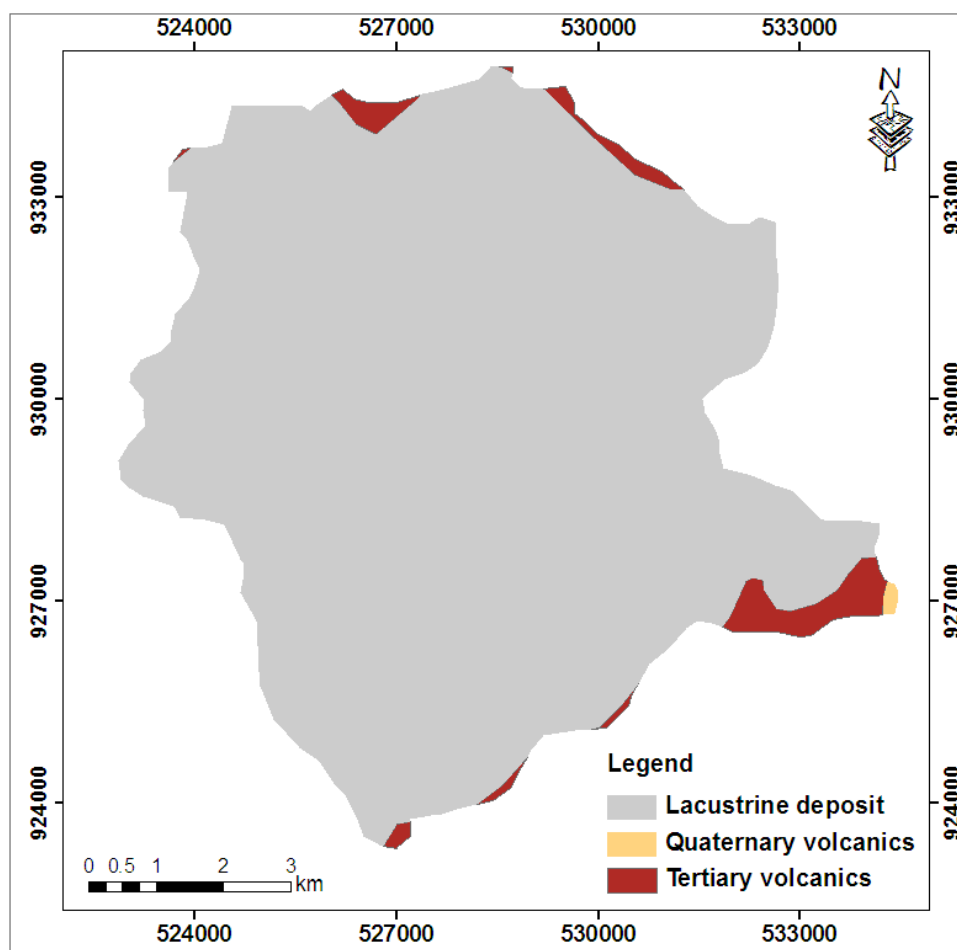 524000 527000 530000 533000
N
933000 933000
930000 930000
927000 927000
924000 924000
Legend
Lacustrine deposit
Quaternary volcanics
Tertiary volcanics
0 0.5 1 2 3
km
524000 527000 530000 533000